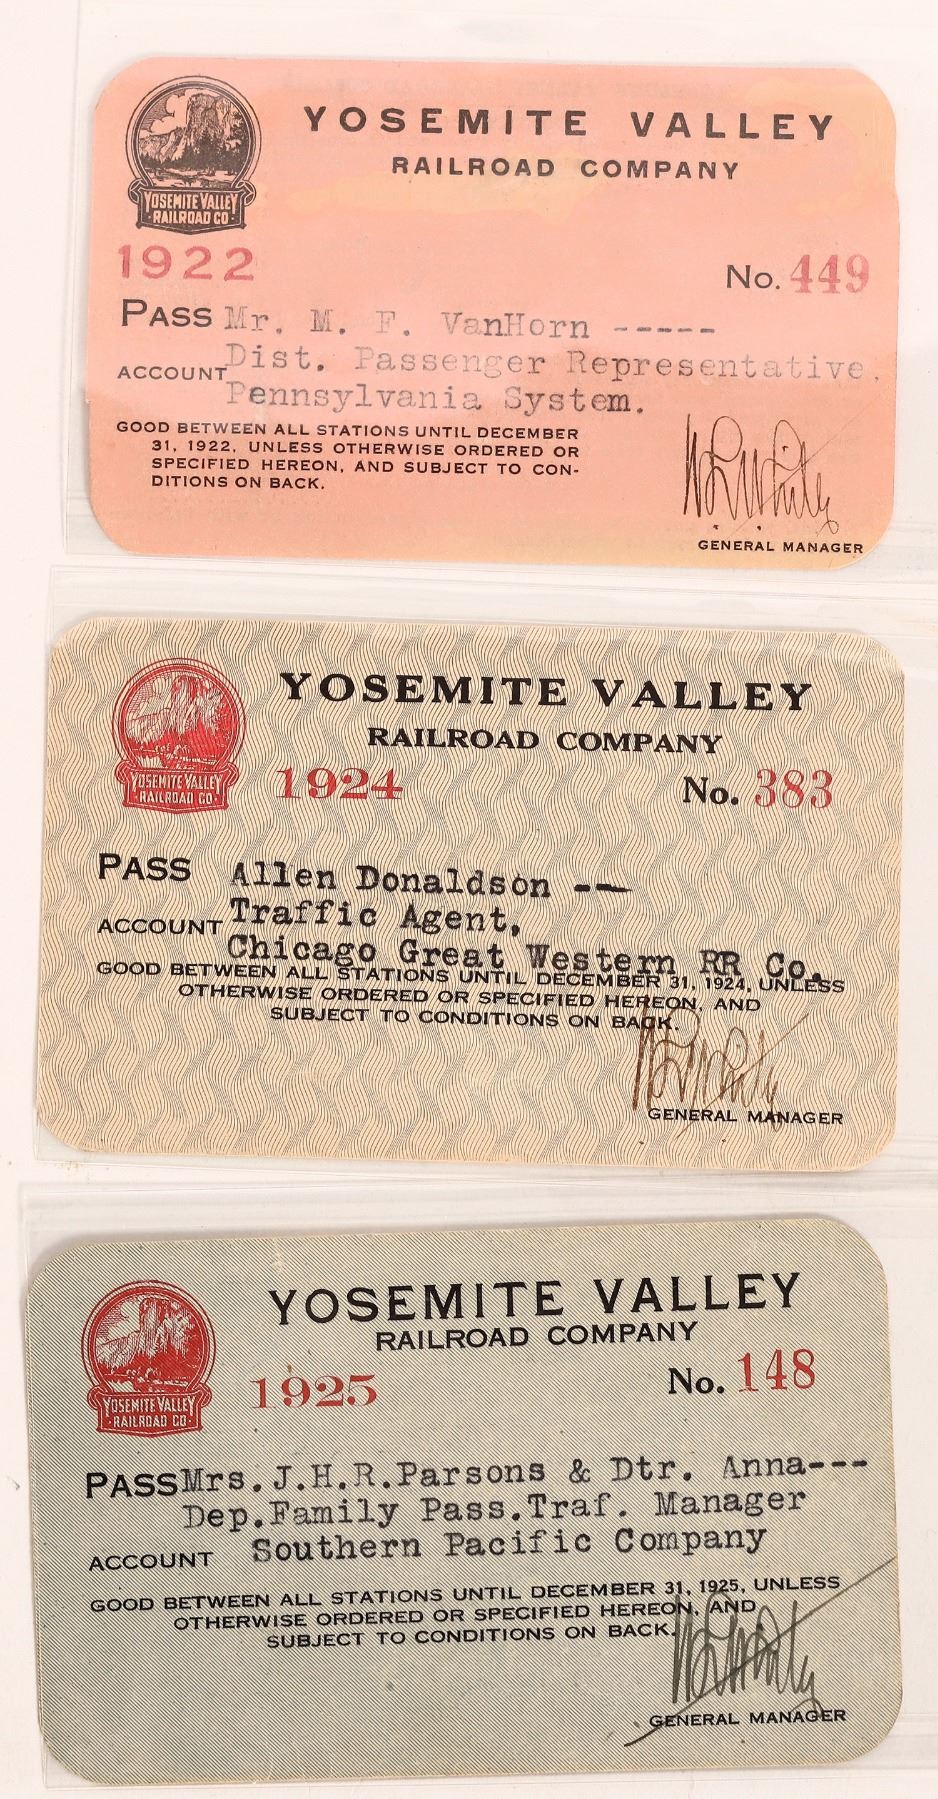 YOSEMITE VALLEY
RAILROAD COMPANY
YOSEMITE VALLEY
RAILROAD CO.
1922
No. 449
PASS Mr. M. F. VanHorn -----
ACCOUNT Dist. Passenger Representative.
Pennsylvania System.
GOOD BETWEEN ALL STATIONS UNTIL DECEMBER
31, 1922, UNLESS OTHERWISE ORDERED OR
SPECIFIED HEREON, AND SUBJECT TO CON-
DITIONS ON BACK.
GENERAL MANAGER
YOSEMITE VALLEY
RAILROAD COMPANY
YOSEMITE VALLEY
RAILROAD CO.
1924 No. 383
PASS Allen Donaldson ---
ACCOUNT Traffic Agent,
Chicago Great Western RR Co.
GOOD BETWEEN ALL STATIONS UNTIL DECEMBER 31, 1924, UNLESS
OTHERWISE ORDERED OR SPECIFIED HEREON, AND
SUBJECT TO CONDITIONS ON BACK.
GENERAL MANAGER
YOSEMITE VALLEY
RAILROAD COMPANY
YOSEMITE VALLEY
RAILROAD CO.
1925 No. 148
PASS Mrs. J.H.R.Parsons & Dtr. Anna---
Dep.Family Pass.Traf. Manager
ACCOUNT Southern Pacific Company
GOOD BETWEEN ALL STATIONS UNTIL DECEMBER 31, 1925, UNLESS
OTHERWISE ORDERED OR SPECIFIED HEREON, AND
SUBJECT TO CONDITIONS ON BACK.
GENERAL MANAGER